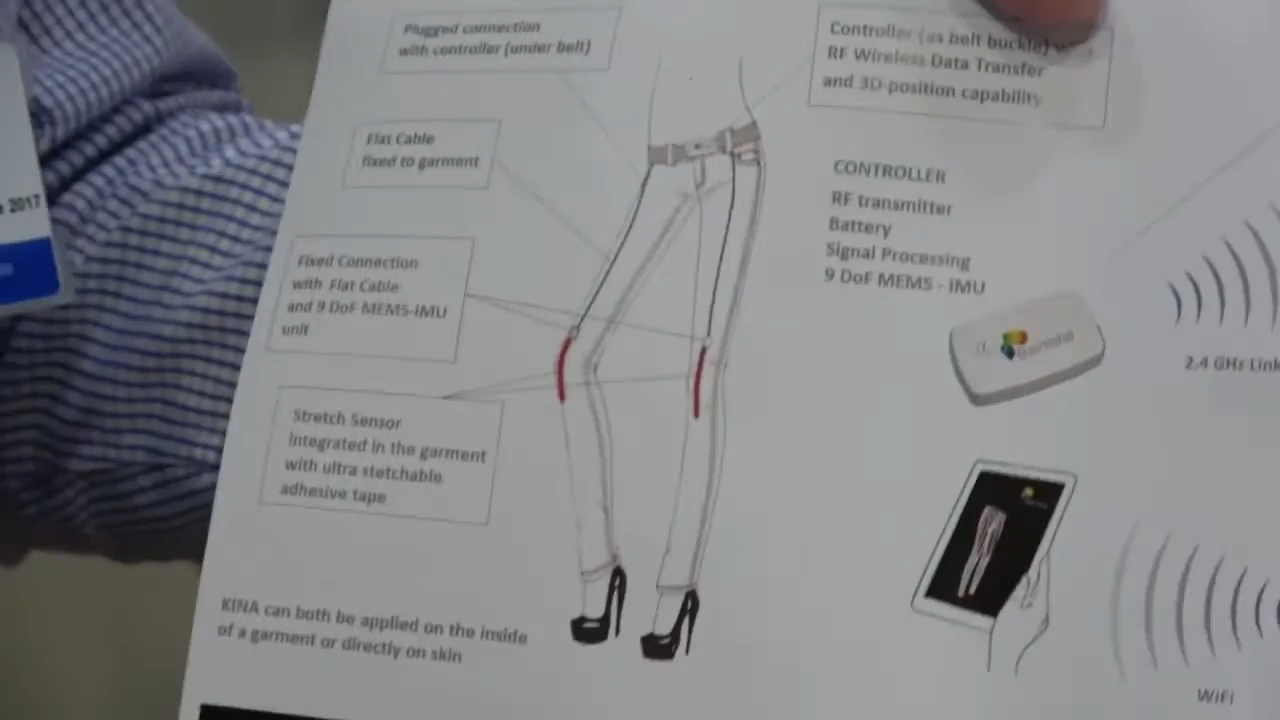 Plugged connection
with controller (under belt)
Controller (as belt buckle)
RF Wireless Data Transfer
and 3D-position capability
Flat Cable
fixed to garment
CONTROLLER
RF transmitter
Battery
Signal Processing
9 DoF MEMS - IMU
Fixed Connection
with Flat Cable
and 9 DoF MEMS-IMU
unit
2.4 GHz Link
Stretch Sensor
integrated in the garment
with ultra stetchable
adhesive tape
KINA can both be applied on the inside
of a garment or directly on skin
WiFi
2017